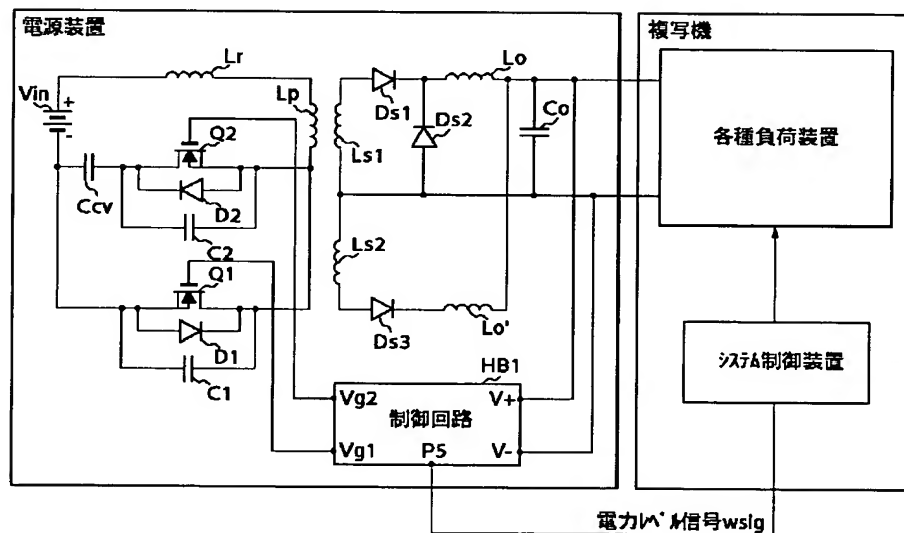 電源装置
複写機
Lr
Lo
Vin
+
-
Lp
Ds1
Ds2
Co
Q2
Ls1
各種負荷装置
Ccv
D2
C2
Q1
Ls2
Ds3
Lo'
D1
C1
HB1
システム制御装置
Vg2
V+
制御回路
Vg1
P5
V-
電力レベル信号wsig